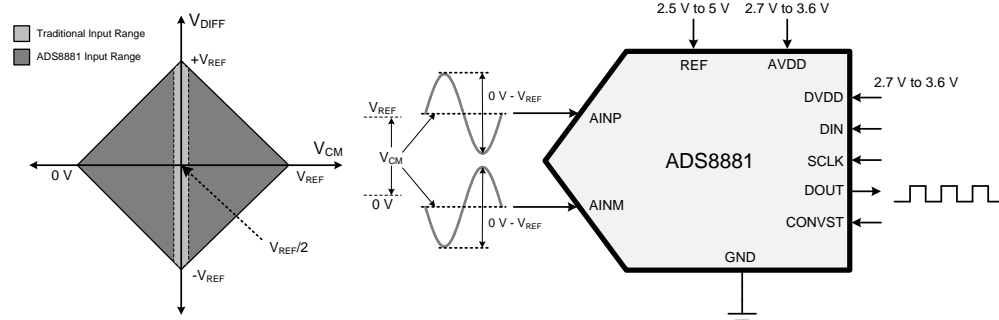 Traditional Input Range
ADS8881 Input Range
VDIFF
+VREF
VCM
0 V
VREF
VREF/2
-VREF
VREF
VCM
0 V
0 V - VREF
0 V - VREF
2.5 V to 5 V
2.7 V to 3.6 V
REF
AVDD
2.7 V to 3.6 V
AINP
AINM
ADS8881
DVDD
DIN
SCLK
DOUT
CONVST
GND